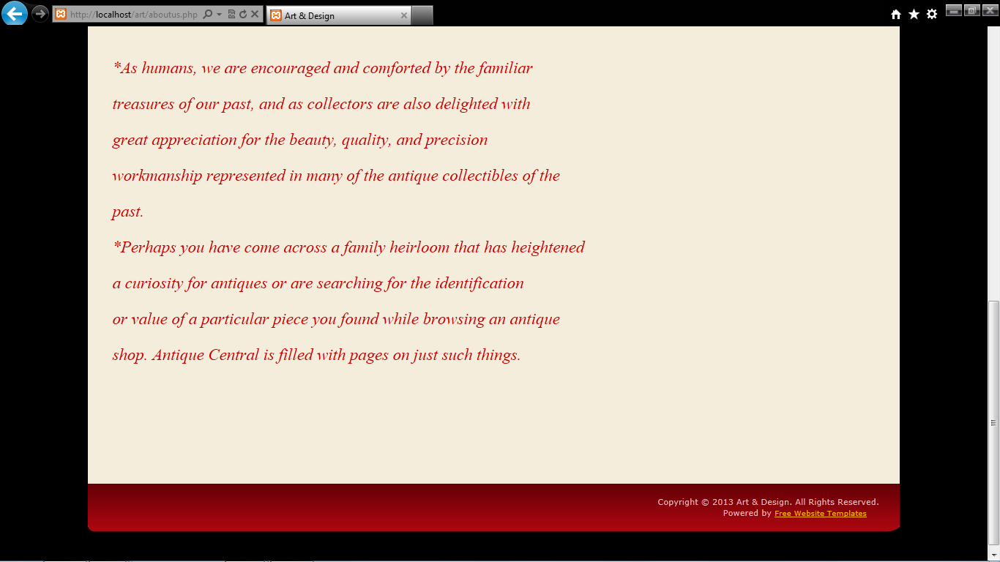 http://localhost/art/aboutus.php
Art & Design
*As humans, we are encouraged and comforted by the familiar
treasures of our past, and as collectors are also delighted with
great appreciation for the beauty, quality, and precision
workmanship represented in many of the antique collectibles of the
past.
*Perhaps you have come across a family heirloom that has heightened
a curiosity for antiques or are searching for the identification
or value of a particular piece you found while browsing an antique
shop. Antique Central is filled with pages on just such things.
Copyright © 2013 Art & Design. All Rights Reserved.
Powered by Free Website Templates